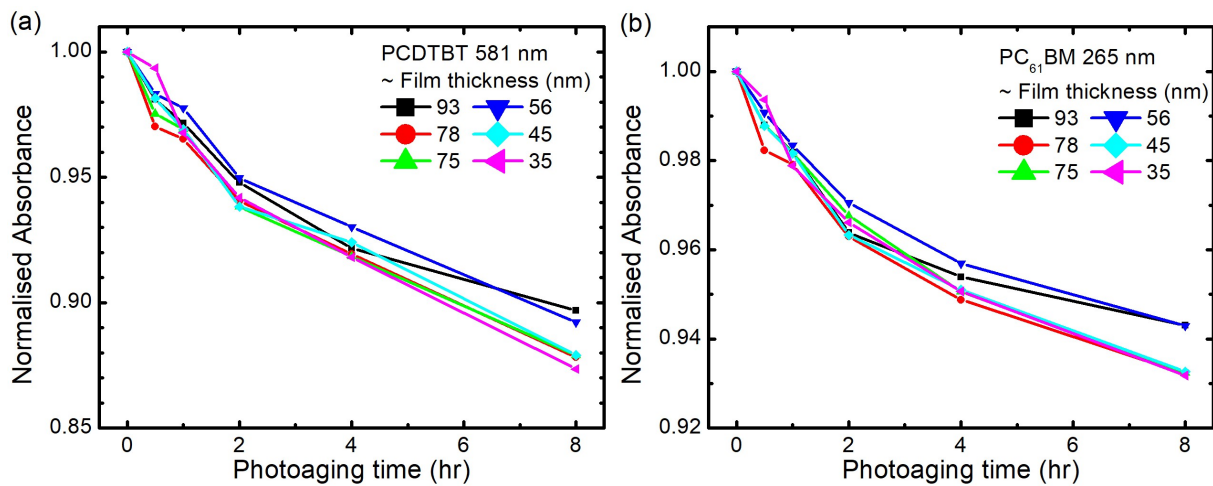 (a)
PCDTBT 581 nm
~ Film thickness (nm)
93 56
78 45
75 35
1.00
0.95
0.90
0.85
Normalised Absorbance
0 2 4 6 8
Photoaging time (hr)
(b)
PC61BM 265 nm
~ Film thickness (nm)
93 56
78 45
75 35
1.00
0.98
0.96
0.94
0.92
Normalised Absorbance
0 2 4 6 8
Photoaging time (hr)